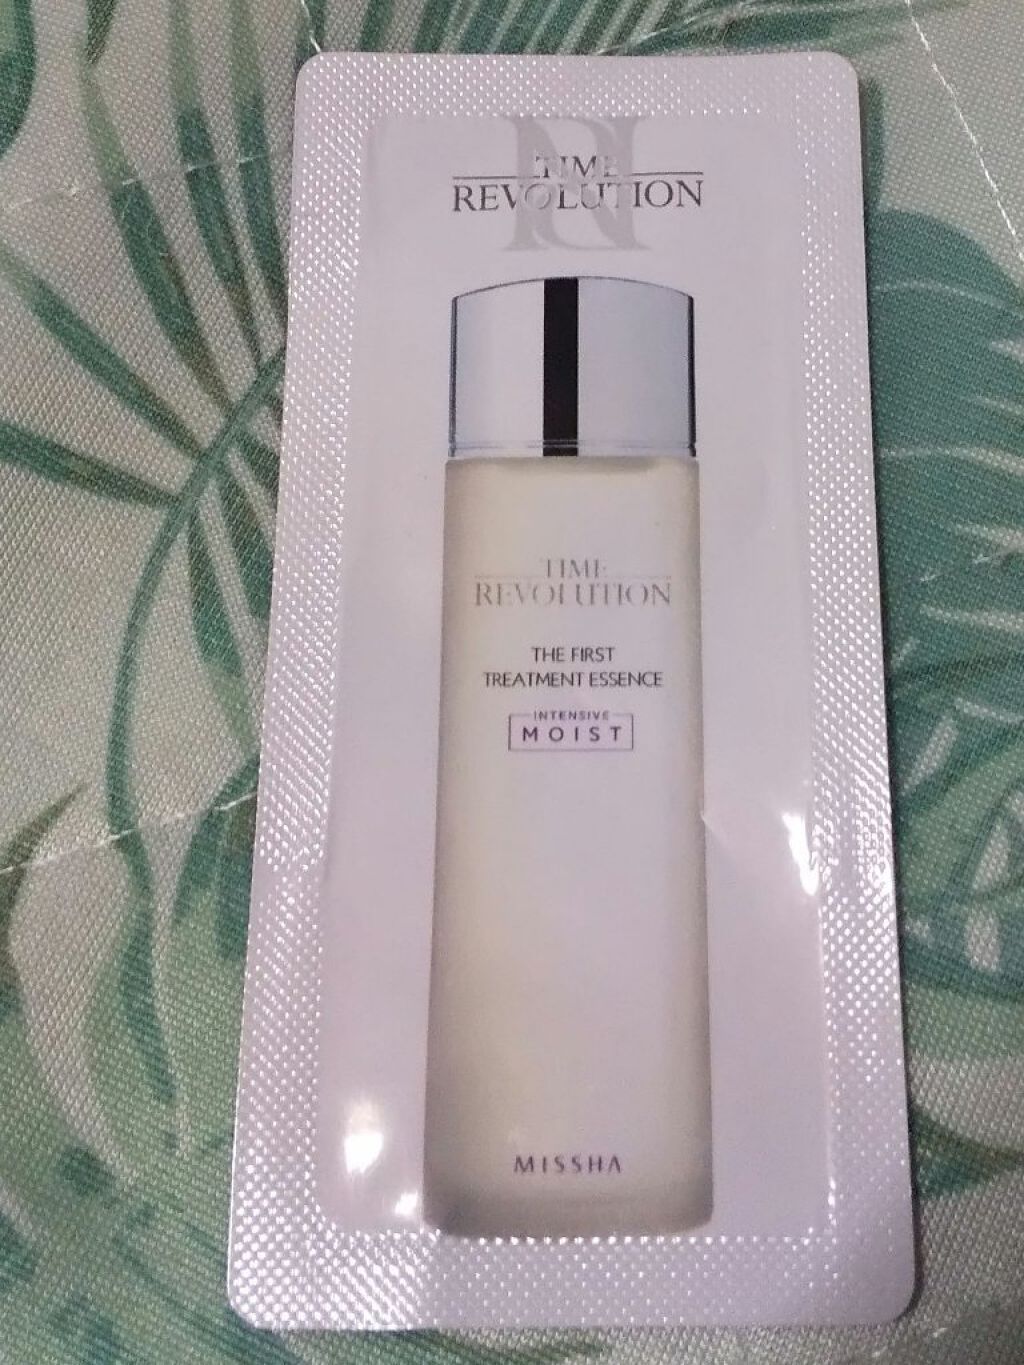 TIME
REVOLUTION
TIME
REVOLUTION
THE FIRST
TREATMENT ESSENCE
INTENSIVE
MOIST
MISSHA